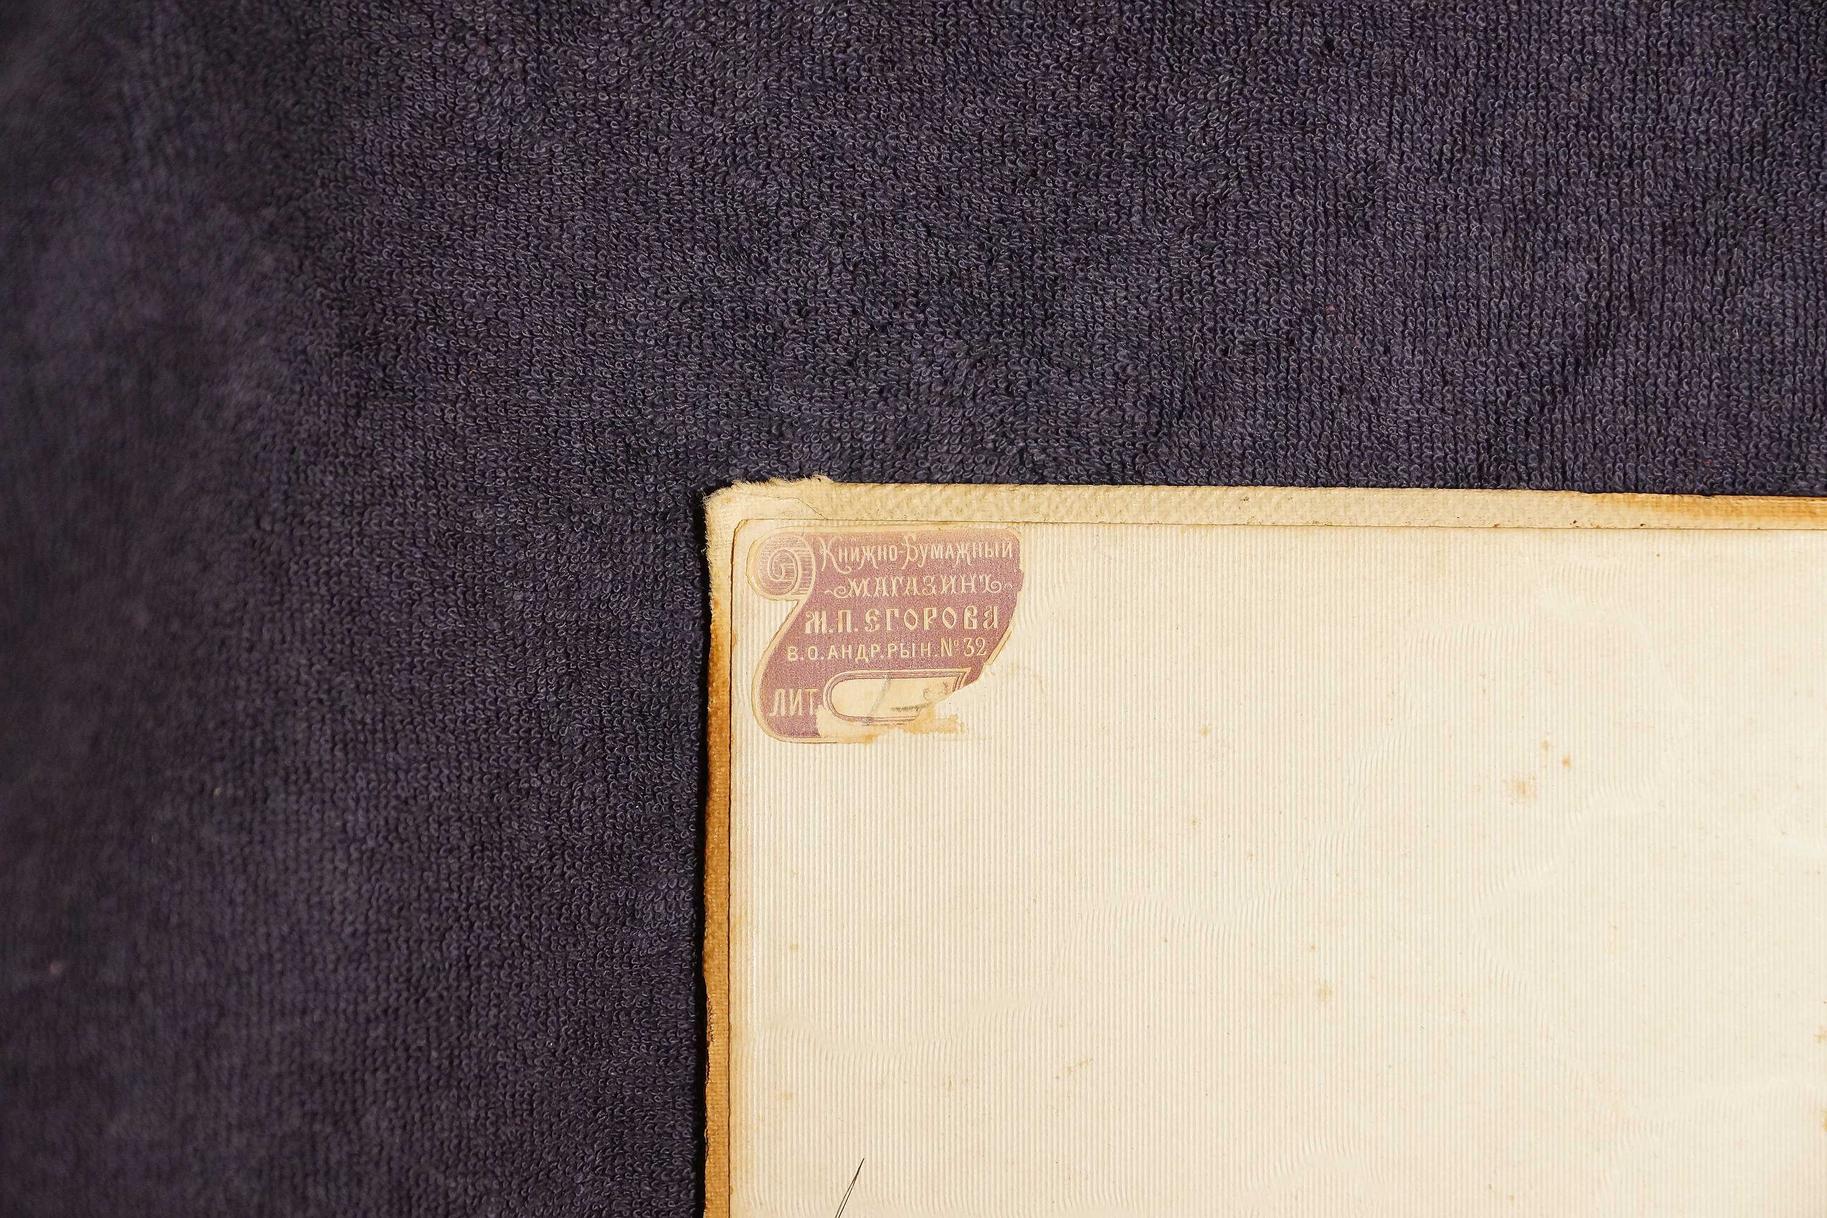 Книжно-Бумажный
магазинъ
М.П. ЕГОРОВА
В.О. АНДР. РЫН. № 32
ЛИТ.